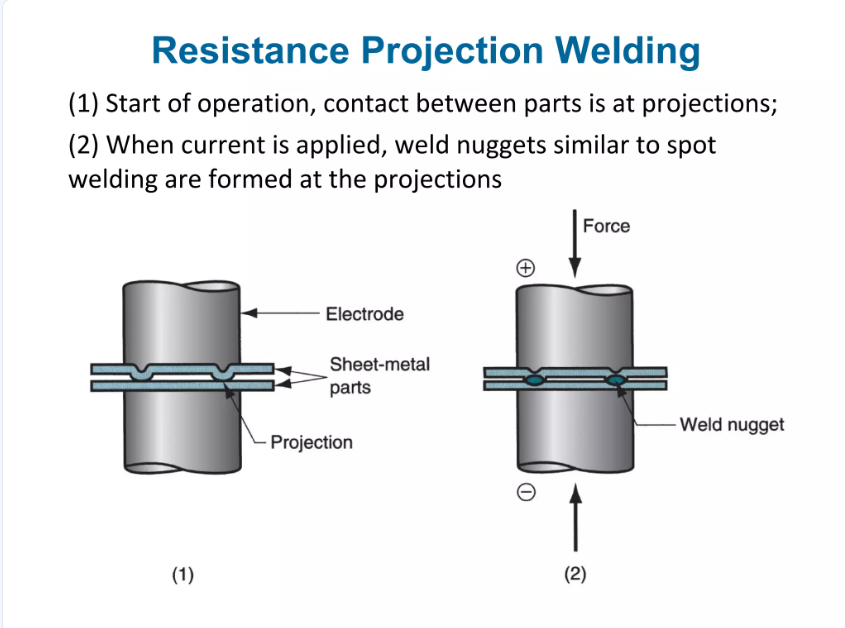 Resistance Projection Welding
(1) Start of operation, contact between parts is at projections;
(2) When current is applied, weld nuggets similar to spot
welding are formed at the projections
Force
+
Electrode
Sheet-metal
parts
Projection
Weld nugget
−
(1)
(2)